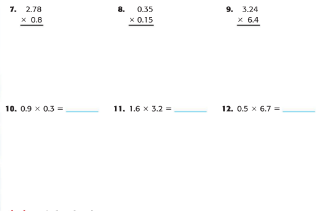 7. 2.78 8. 0.35 9. 3.24
× 0.8 × 0.15 × 6.4
10. 0.9 × 0.3 = ______ 11. 1.6 × 3.2 = ______ 12. 0.5 × 6.7 = ______